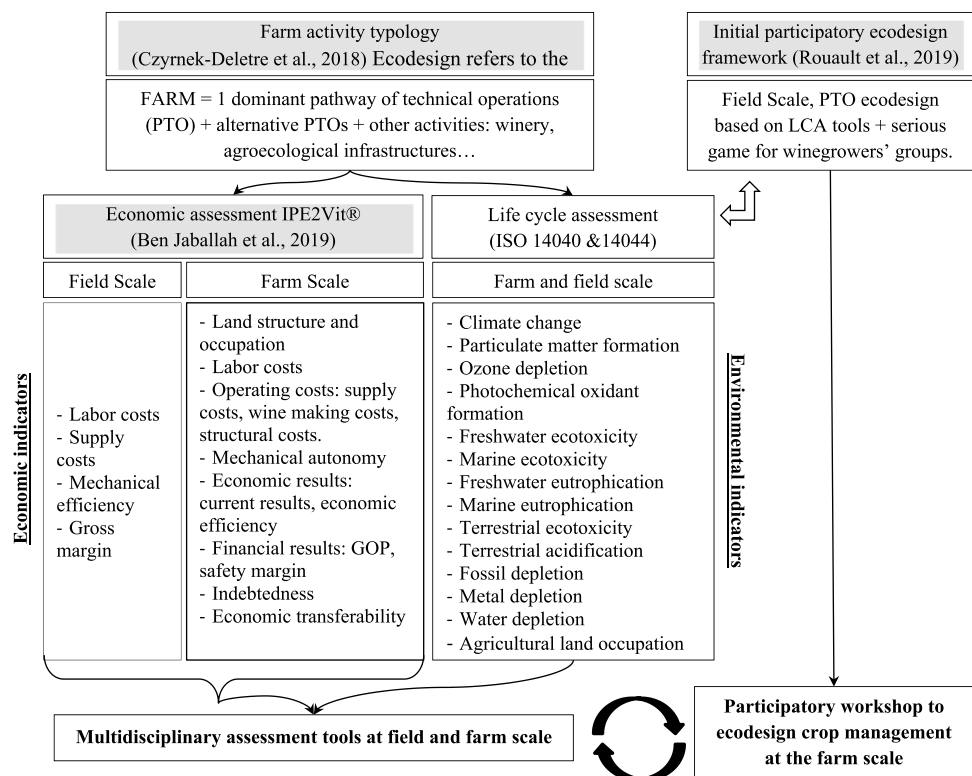 Farm activity typology
(Czyrnek-Deletre et al., 2018) Ecodesign refers to the
FARM = 1 dominant pathway of technical operations
(PTO) + alternative PTOs + other activities: winery,
agroecological infrastructures…
Initial participatory ecodesign
framework (Rouault et al., 2019)
Field Scale, PTO ecodesign
based on LCA tools + serious
game for winegrowers’ groups.
Economic assessment IPE2Vit®
(Ben Jaballah et al., 2019)
Life cycle assessment
(ISO 14040 &14044)
Field Scale
Farm Scale
Farm and field scale
Economic indicators
- Labor costs
- Supply
costs
- Mechanical
efficiency
- Gross
margin
- Land structure and
occupation
- Labor costs
- Operating costs: supply
costs, wine making costs,
structural costs.
- Mechanical autonomy
- Economic results:
current results, economic
efficiency
- Financial results: GOP,
safety margin
- Indebtedness
- Economic transferability
- Climate change
- Particulate matter formation
- Ozone depletion
- Photochemical oxidant
formation
- Freshwater ecotoxicity
- Marine ecotoxicity
- Freshwater eutrophication
- Marine eutrophication
- Terrestrial ecotoxicity
- Terrestrial acidification
- Fossil depletion
- Metal depletion
- Water depletion
- Agricultural land occupation
Environmental indicators
Multidisciplinary assessment tools at field and farm scale
Participatory workshop to
ecodesign crop management
at the farm scale